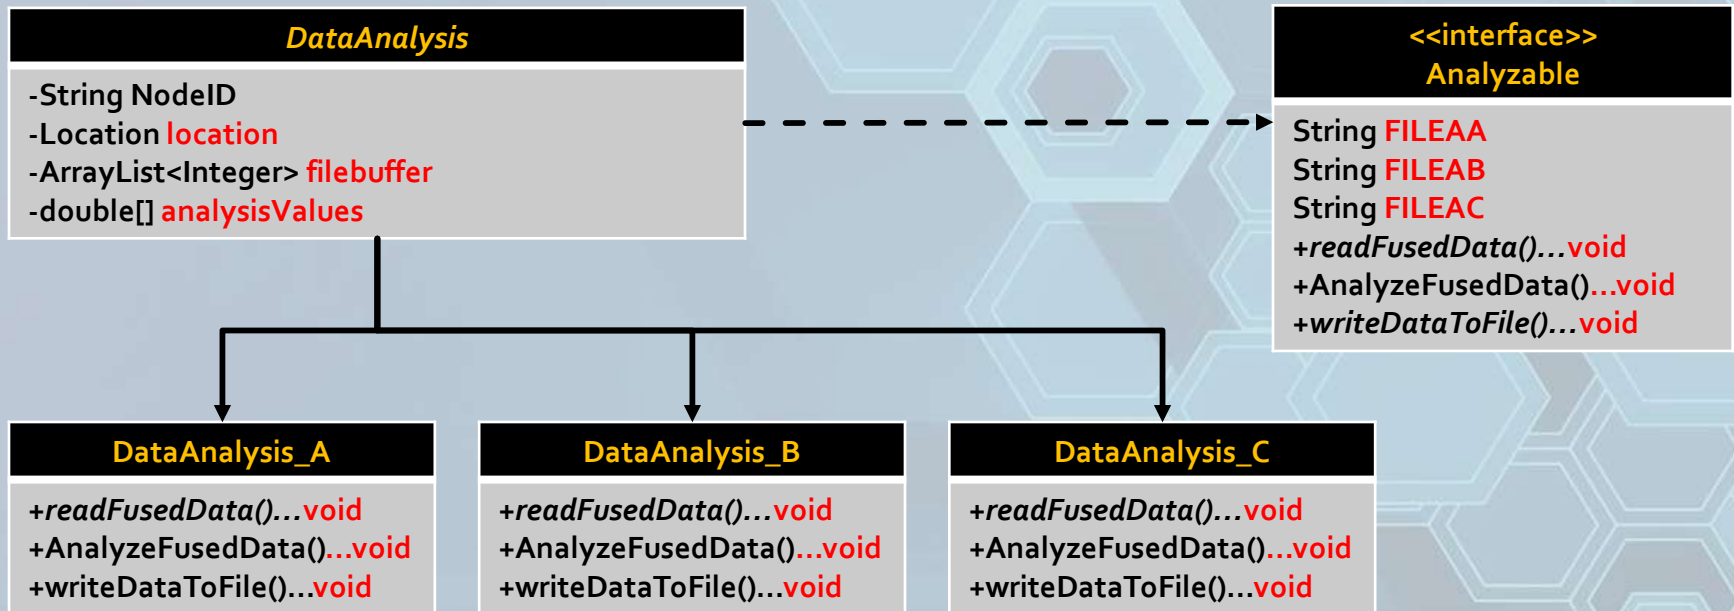 DataAnalysis
-String NodeID
-Location location
-ArrayList<Integer> filebuffer
-double[] analysisValues
<<interface>>
Analyzable
String FILEAA
String FILEAB
String FILEAC
+readFusedData()...void
+AnalyzeFusedData()...void
+writeDataToFile()...void
DataAnalysis_A
+readFusedData()...void
+AnalyzeFusedData()...void
+writeDataToFile()...void
DataAnalysis_B
+readFusedData()...void
+AnalyzeFusedData()...void
+writeDataToFile()...void
DataAnalysis_C
+readFusedData()...void
+AnalyzeFusedData()...void
+writeDataToFile()...void